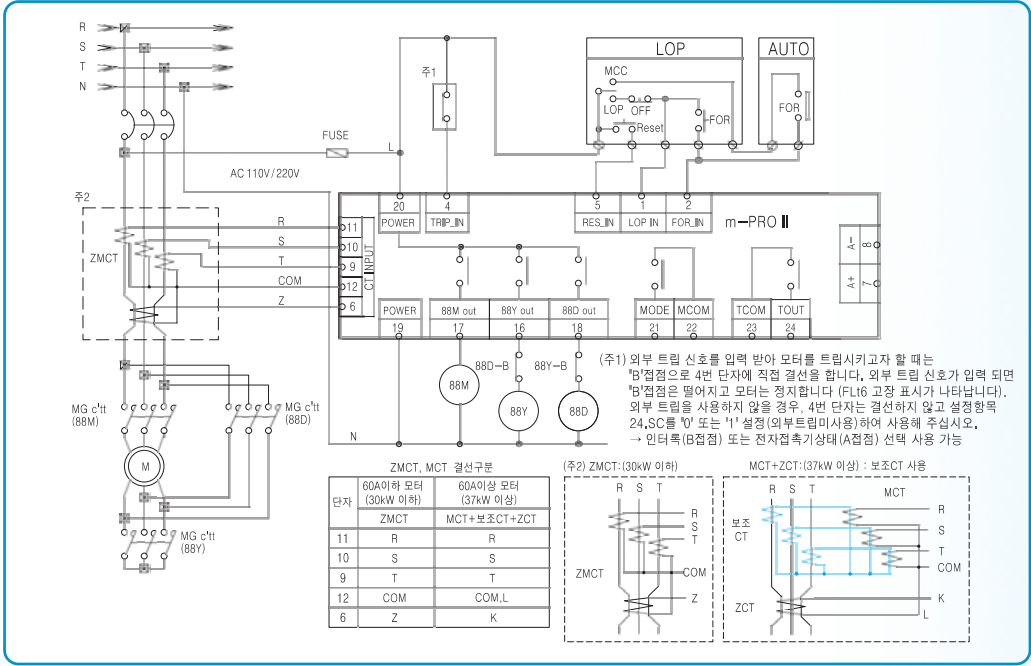 R
S
T
N
FUSE
L
AC 110V/220V
주1
LOP
MCC
LOP OFF
Reset
FOR
AUTO
FOR
주2
ZMCT
R
S
T
COM
Z
11
10
9
12
6
CT INPUT
20
POWER
4
TRIP_IN
5
RES_IN
1
LOP IN
2
FOR_IN
m-PRO II
A- 8
A+ 7
POWER
19
88M out
17
88Y out
16
88D out
18
MODE
21
MCOM
22
TCOM
23
TOUT
24
88M
88D-B
88Y
88Y-B
88D
N
MG c'tt
(88M)
MG c'tt
(88D)
M
MG c'tt
(88Y)
(주1) 외부 트립 신호를 입력 받아 모터를 트립시키고자 할 때는
"B"접점으로 4번 단자에 직접 결선을 합니다. 외부 트립 신호가 입력 되면
"B"접점은 떨어지고 모터는 정지합니다 (FLt6 고장 표시가 나타납니다).
외부 트립을 사용하지 않을 경우, 4번 단자는 결선하지 않고 설정항목
24.SC를 "0" 또는 "1" 설정(외부트립미사용)하여 사용해 주십시오.
→ 인터록(B접점) 또는 전자접촉기상태(A접점) 선택 사용 가능
ZMCT, MCT 결선구분
단자 60A이하 모터 (30kW 이하) 60A이상 모터 (37kW 이상)
ZMCT MCT+보조CT+ZCT
11 R R
10 S S
9 T T
12 COM COM,L
6 Z K
(주2) ZMCT:(30kW 이하)
R S T
R
S
T
ZMCT
COM
Z
MCT+ZCT:(37kW 이상) : 보조CT 사용
R S T
MCT
보조
CT
R
S
T
COM
ZCT
K
L